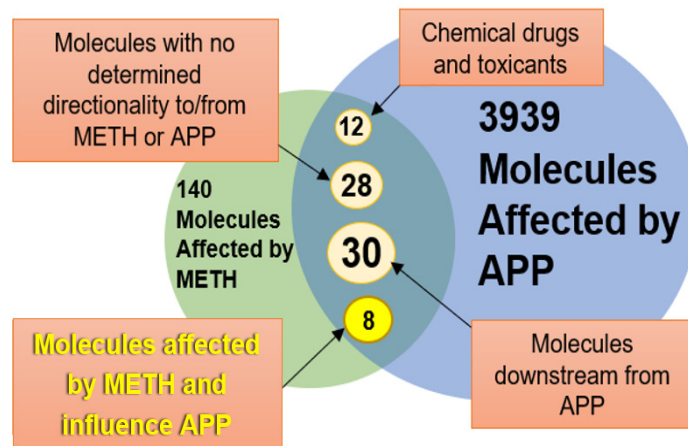 Molecules with no
determined
directionality to/from
METH or APP
Chemical drugs
and toxicants
12
28
30
8
140
Molecules
Affected by
METH
3939
Molecules
Affected by
APP
Molecules affected
by METH and
influence APP
Molecules
downstream from
APP